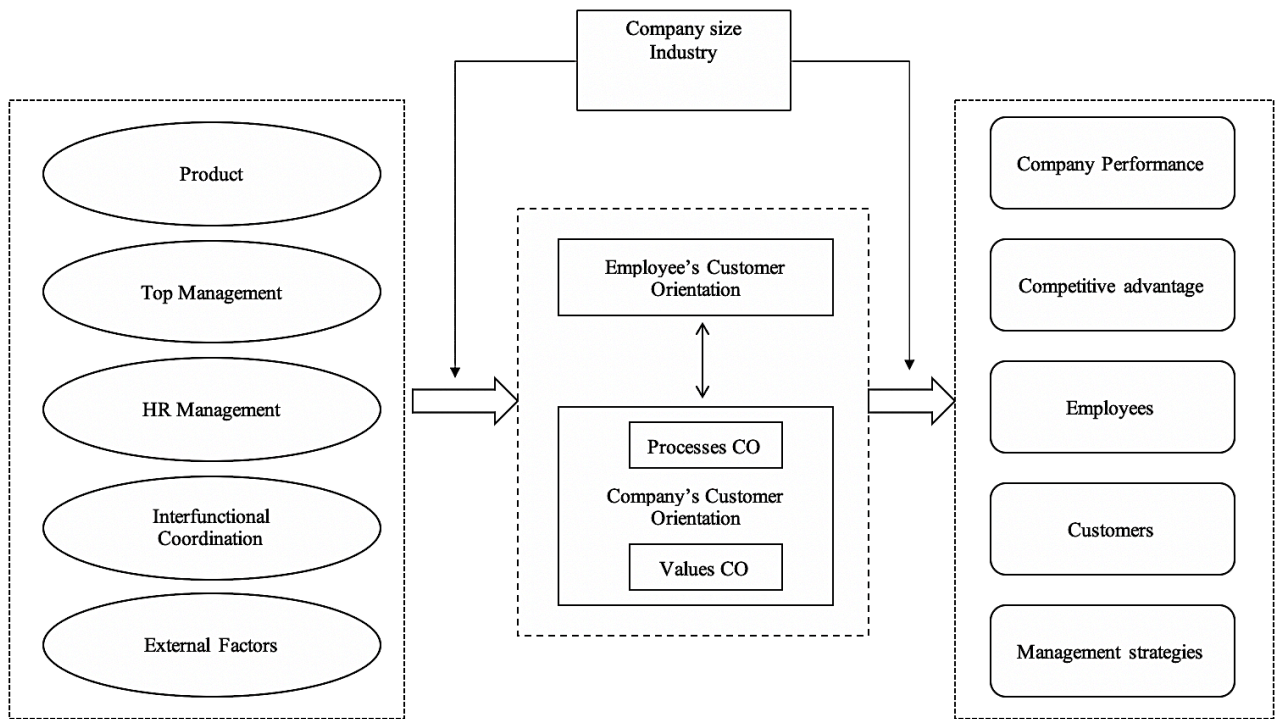 Company size
Industry
Product
Top Management
HR Management
Interfunctional
Coordination
External Factors
Employee’s Customer
Orientation
Processes CO
Company’s Customer
Orientation
Values CO
Company Performance
Competitive advantage
Employees
Customers
Management strategies